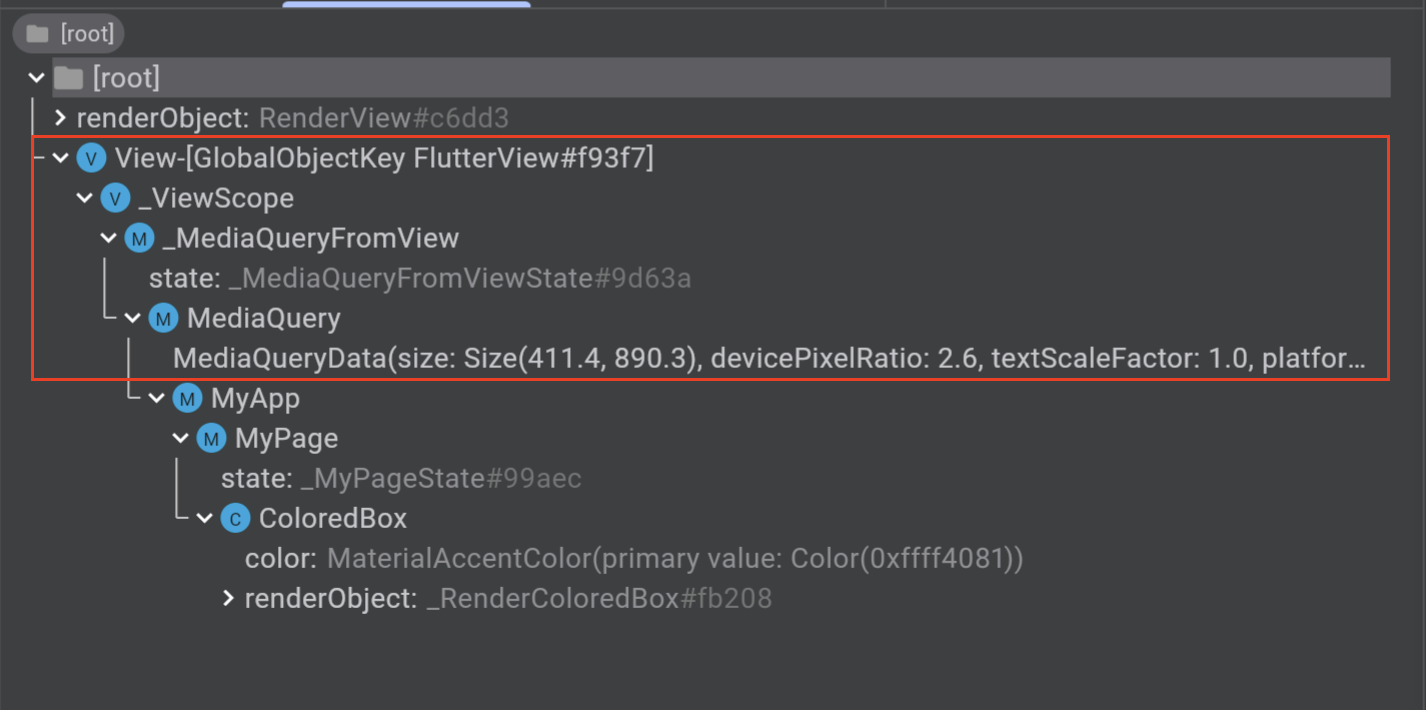 [root]
[root]
renderObject: RenderView#c6dd3
V View-[GlobalObjectKey FlutterView#f93f7]
V _ViewScope
M _MediaQueryFromView
state: _MediaQueryFromViewState#9d63a
M MediaQuery
MediaQueryData(size: Size(411.4, 890.3), devicePixelRatio: 2.6, textScaleFactor: 1.0, platfor…
M MyApp
M MyPage
state: _MyPageState#99aec
C ColoredBox
color: MaterialAccentColor(primary value: Color(0xffff4081))
renderObject: _RenderColoredBox#fb208